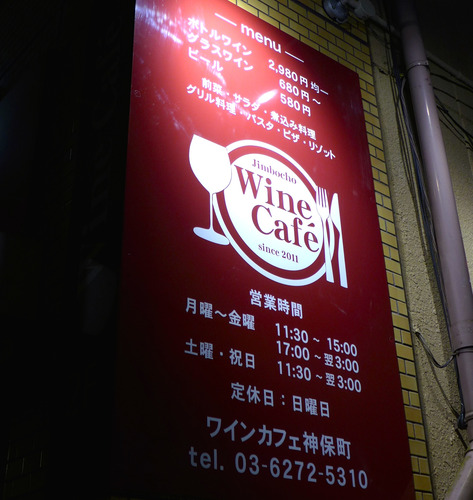 menu
ボトルワイン 2,980円均一
グラスワイン 680円～
ビール 580円
前菜・サラダ・煮込み料理
グリル料理・パスタ・ピザ・リゾット
Jimbocho
Wine
Café
since 2011
営業時間
月曜～金曜 11:30～15:00
17:00～翌3:00
土曜・祝日 11:30～翌3:00
定休日：日曜日
ワインカフェ神保町
tel. 03-6272-5310